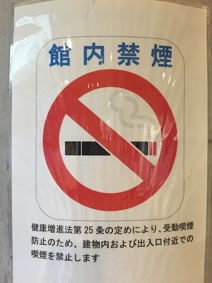 館内禁煙
健康増進法第25条の定めにより、受動喫煙
防止のため、建物内および出入口付近での
喫煙を禁止します